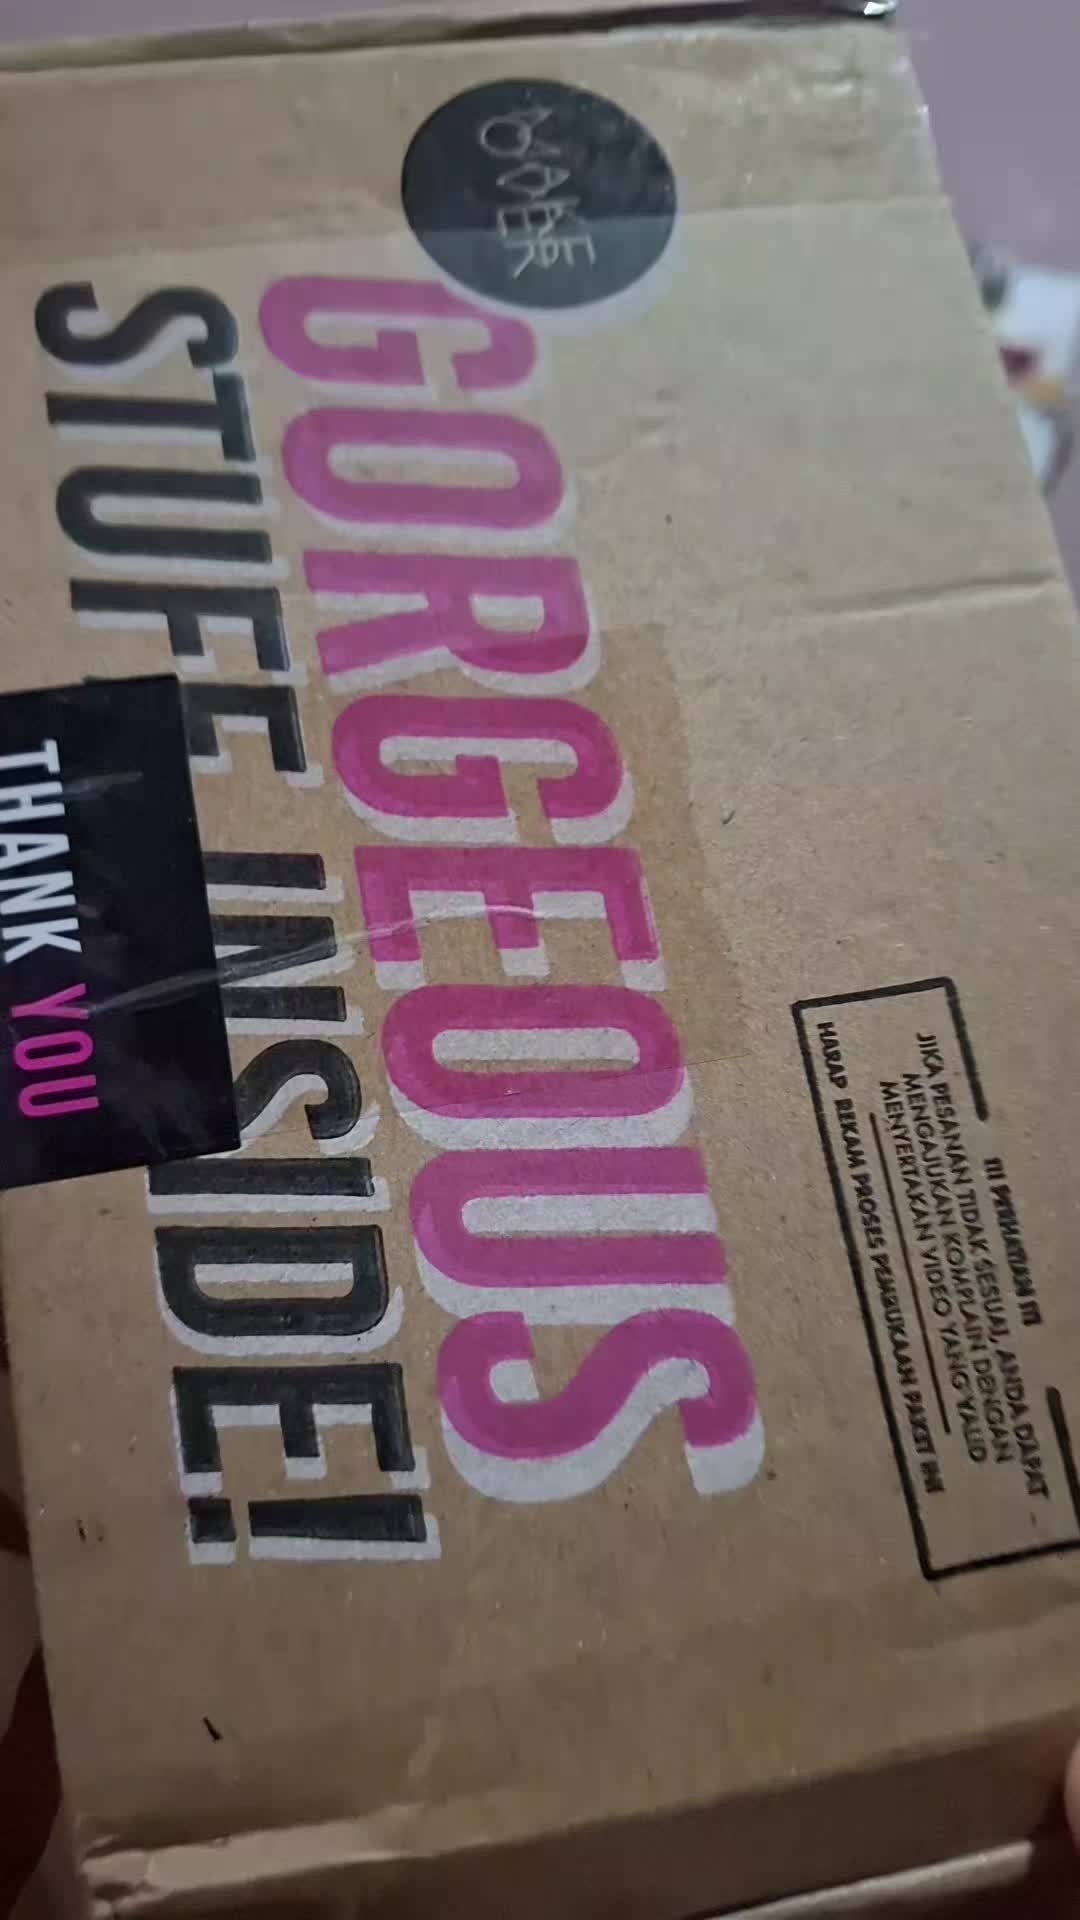 MAKE
OVER
GORGEOUS
STUFF INSIDE!
THANK YOU
!!! PERHATIAN !!!
JIKA PESANAN TIDAK SESUAI, ANDA DAPAT
MENGAJUKAN KOMPLAIN DENGAN
MENYERTAKAN VIDEO YANG VALID
HARAP REKAM PROSES PEMBUKAAN PAKET INI